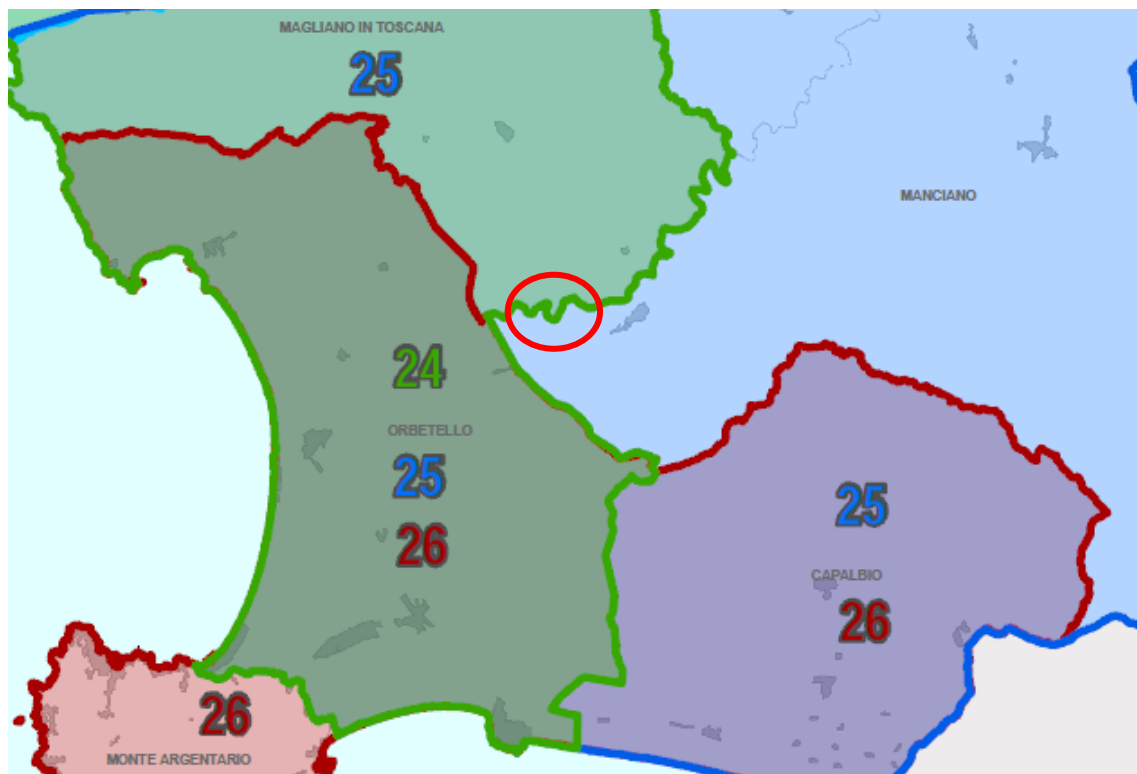 MAGLIANO IN TOSCANA
25
MANCIANO
24
ORBETELLO
25
26
25
CAPALBIO
26
26
MONTE ARGENTARIO